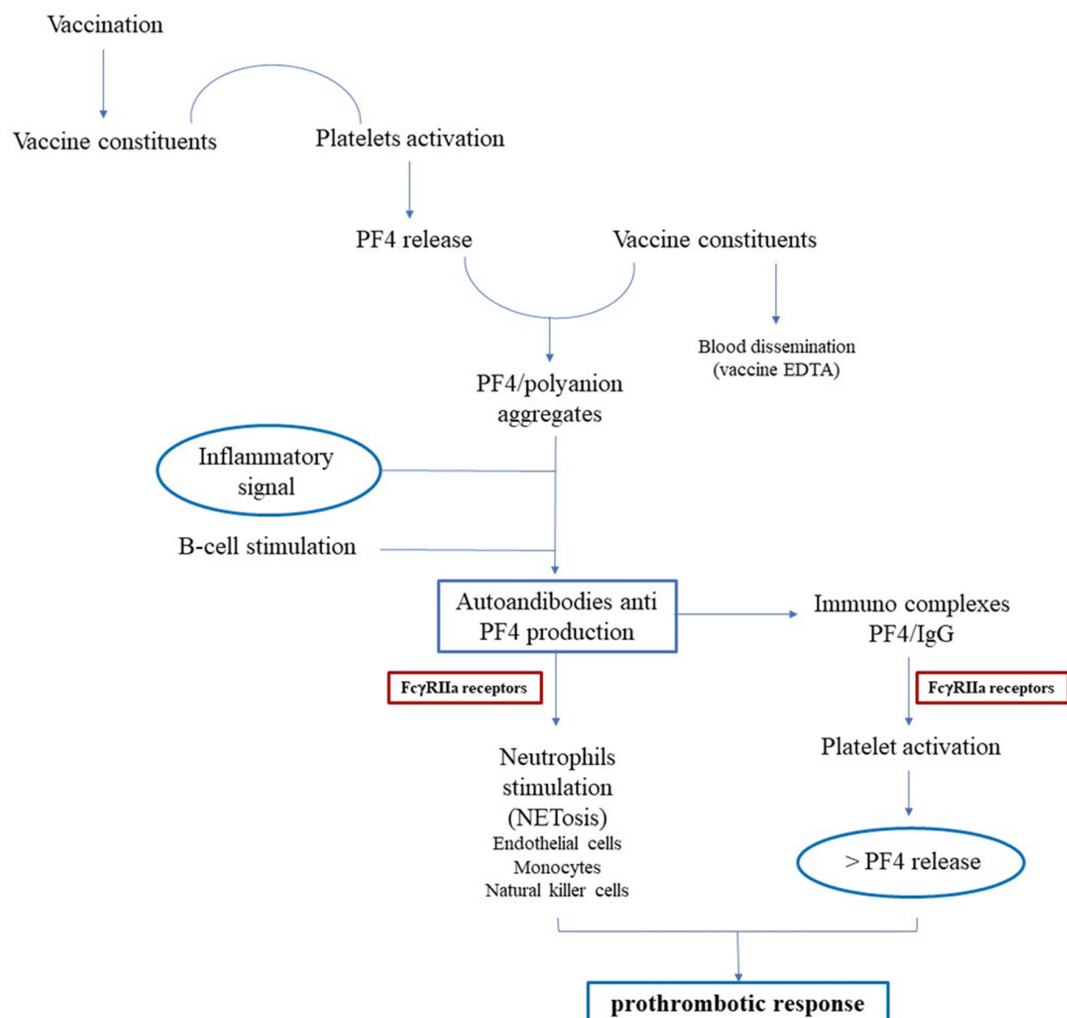 Vaccination
Vaccine constituents
Platelets activation
PF4 release
Vaccine constituents
Blood dissemination
(vaccine EDTA)
PF4/polyanion
aggregates
Inflammatory
signal
B-cell stimulation
Autoandibodies anti
PF4 production
Immuno complexes
PF4/IgG
FcγRIIa receptors
FcγRIIa receptors
Neutrophils
stimulation
(NETosis)
Endothelial cells
Monocytes
Natural killer cells
Platelet activation
> PF4 release
prothrombotic response